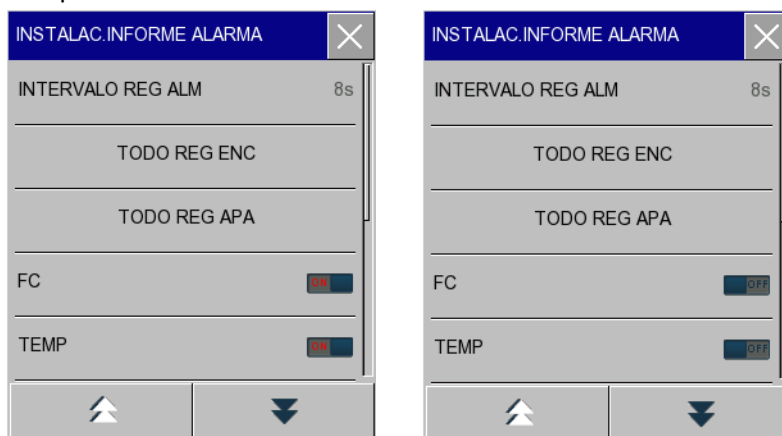 INSTALAC.INFORME ALARMA
INTERVALO REG ALM 8s
TODO REG ENC
TODO REG APA
FC ON
TEMP ON
INSTALAC.INFORME ALARMA
INTERVALO REG ALM 8s
TODO REG ENC
TODO REG APA
FC OFF
TEMP OFF